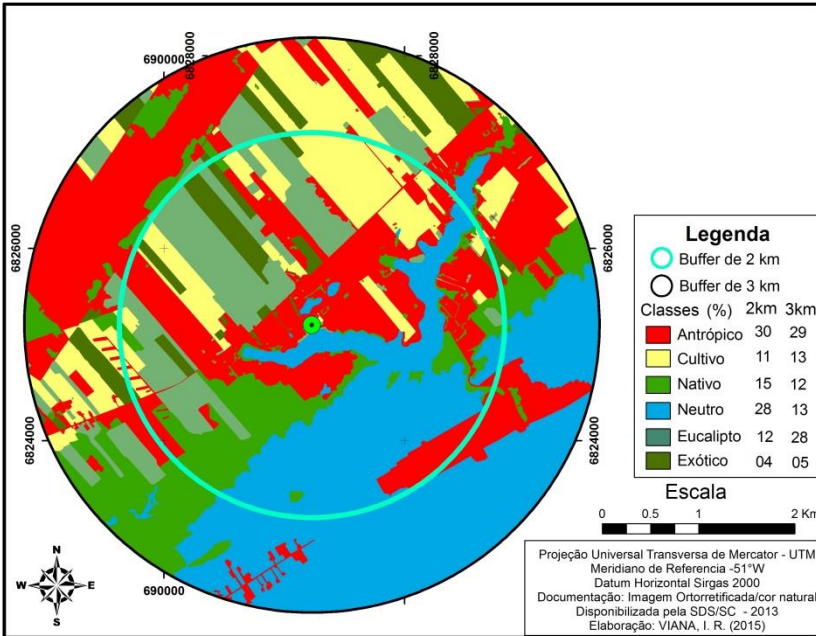 690000
6828000
6828000
6826000
6826000
6824000
6824000
690000
N
W E
S
Legenda
Buffer de 2 km
Buffer de 3 km
Classes (%) 2km 3km
Antrópico 30 29
Cultivo 11 13
Nativo 15 12
Neutro 28 13
Eucalipto 12 28
Exótico 04 05
Escala
0 0.5 1 2 Km
Projeção Universal Transversa de Mercator - UTM
Meridiano de Referencia -51°W
Datum Horizontal Sirgas 2000
Documentação: Imagem Ortorretificada/cor natural
Disponibilizada pela SDS/SC - 2013
Elaboração: VIANA, I. R. (2015)